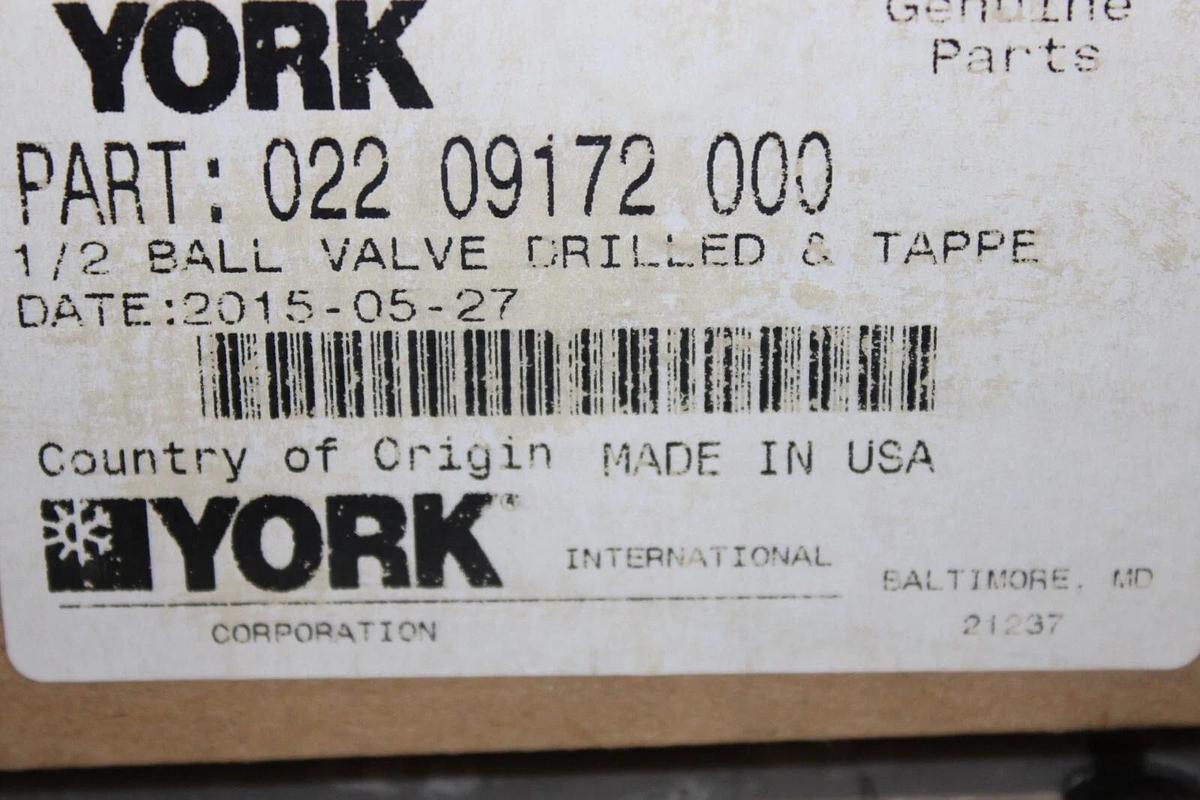 YORK
Genuine
Parts
PART: 022 09172 000
1/2 BALL VALVE DRILLED & TAPPE
DATE:2015-05-27
Country of Origin MADE IN USA
YORK®
INTERNATIONAL
CORPORATION
BALTIMORE, MD
21237